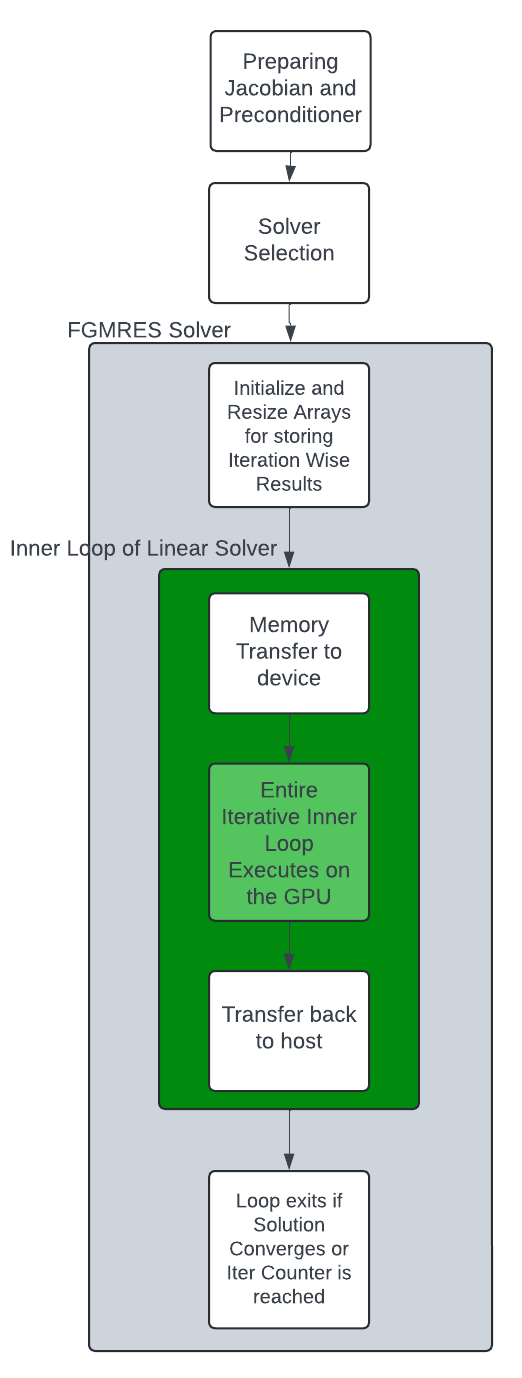 Preparing
Jacobian and
Preconditioner
Solver
Selection
FGMRES Solver
Initialize and
Resize Arrays
for storing
Iteration Wise
Results
Inner Loop of Linear Solver
Memory
Transfer to
device
Entire
Iterative Inner
Loop
Executes on
the GPU
Transfer back
to host
Loop exits if
Solution
Converges or
Iter Counter is
reached